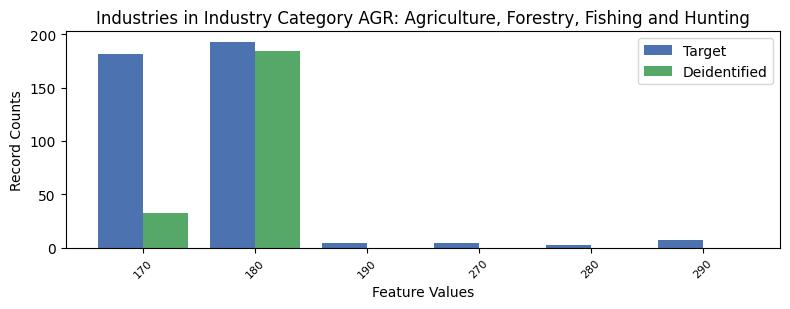 Industries in Industry Category AGR: Agriculture, Forestry, Fishing and Hunting
Target
Deidentified
200
150
100
50
0
Record Counts
170 180 190 270 280 290
Feature Values